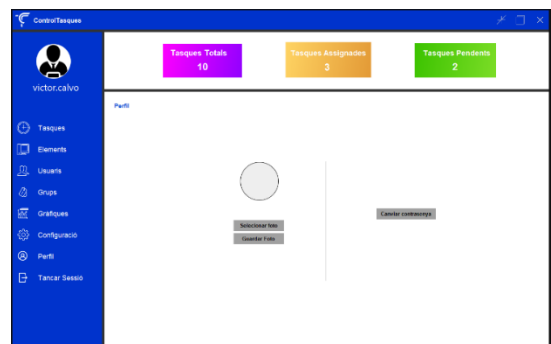 ControlTasques
victor.calvo
Tasques
Elements
Usuaris
Grups
Grafiques
Configuració
Perfil
Tancar Sessió
Tasques Totals
10
Tasques Assignades
3
Tasques Pendents
2
Perfil
Seleccionar foto
Guardar Foto
Canviar contrasenya